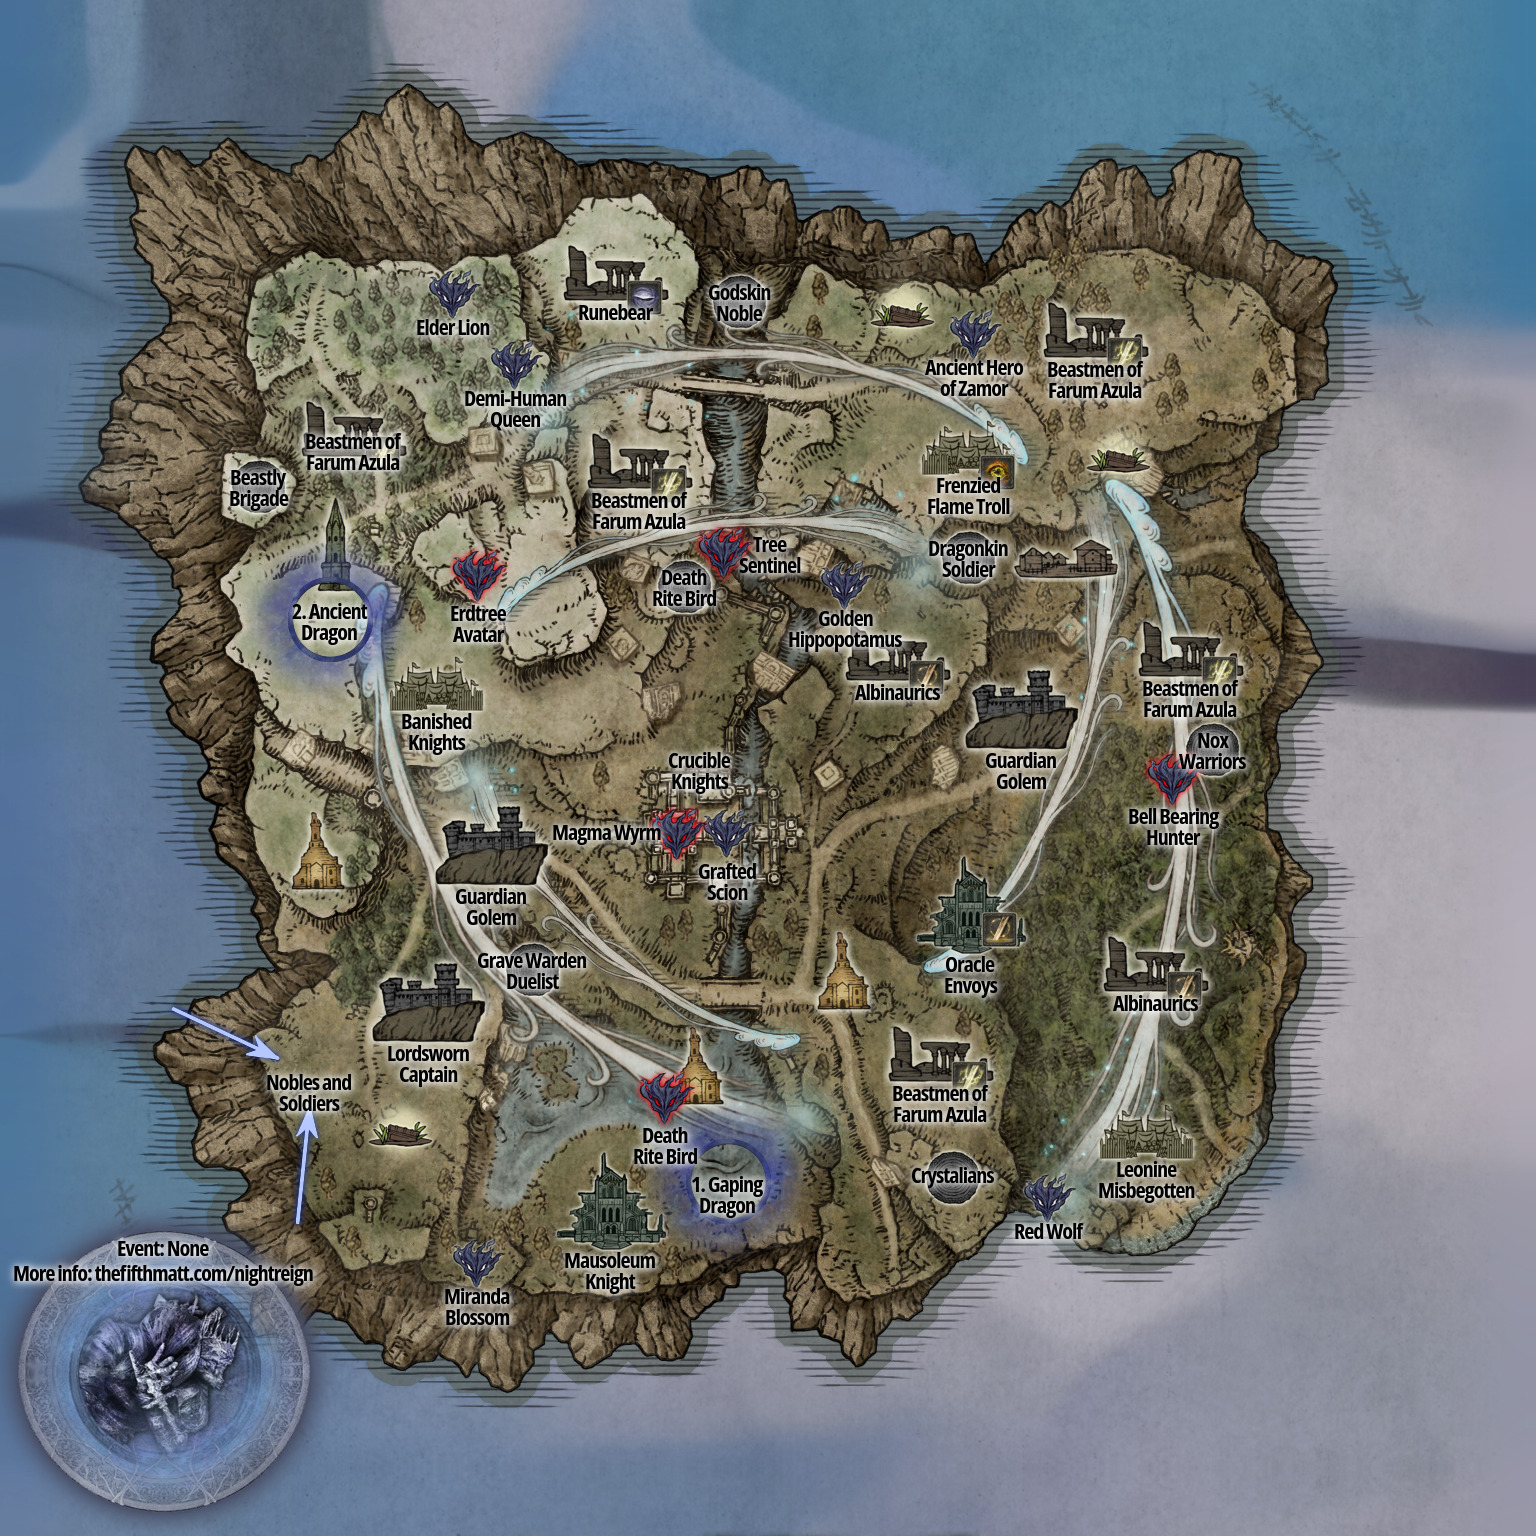 Godskin
Noble
Elder Lion
Runebear
Ancient Hero
of Zamor
Beastmen of
Farum Azula
Demi-Human
Queen
Beastmen of
Farum Azula
Beastly
Brigade
Beastmen of
Farum Azula
Frenzied
Flame Troll
Tree
Sentinel
Dragonkin
Soldier
Death
Rite Bird
2. Ancient
Dragon
Erdtree
Avatar
Golden
Hippopotamus
Albinaurics
Beastmen of
Farum Azula
Banished
Knights
Nox
Warriors
Crucible
Knights
Guardian
Golem
Magma Wyrm
Bell Bearing
Hunter
Grafted
Scion
Guardian
Golem
Grave Warden
Duelist
Oracle
Envoys
Albinaurics
Lordsworn
Captain
Nobles and
Soldiers
Beastmen of
Farum Azula
Death
Rite Bird
1. Gaping
Dragon
Crystalians
Leonine
Misbegotten
Red Wolf
Mausoleum
Knight
Miranda
Blossom
Event: None
More info: thefifthmatt.com/nightreign